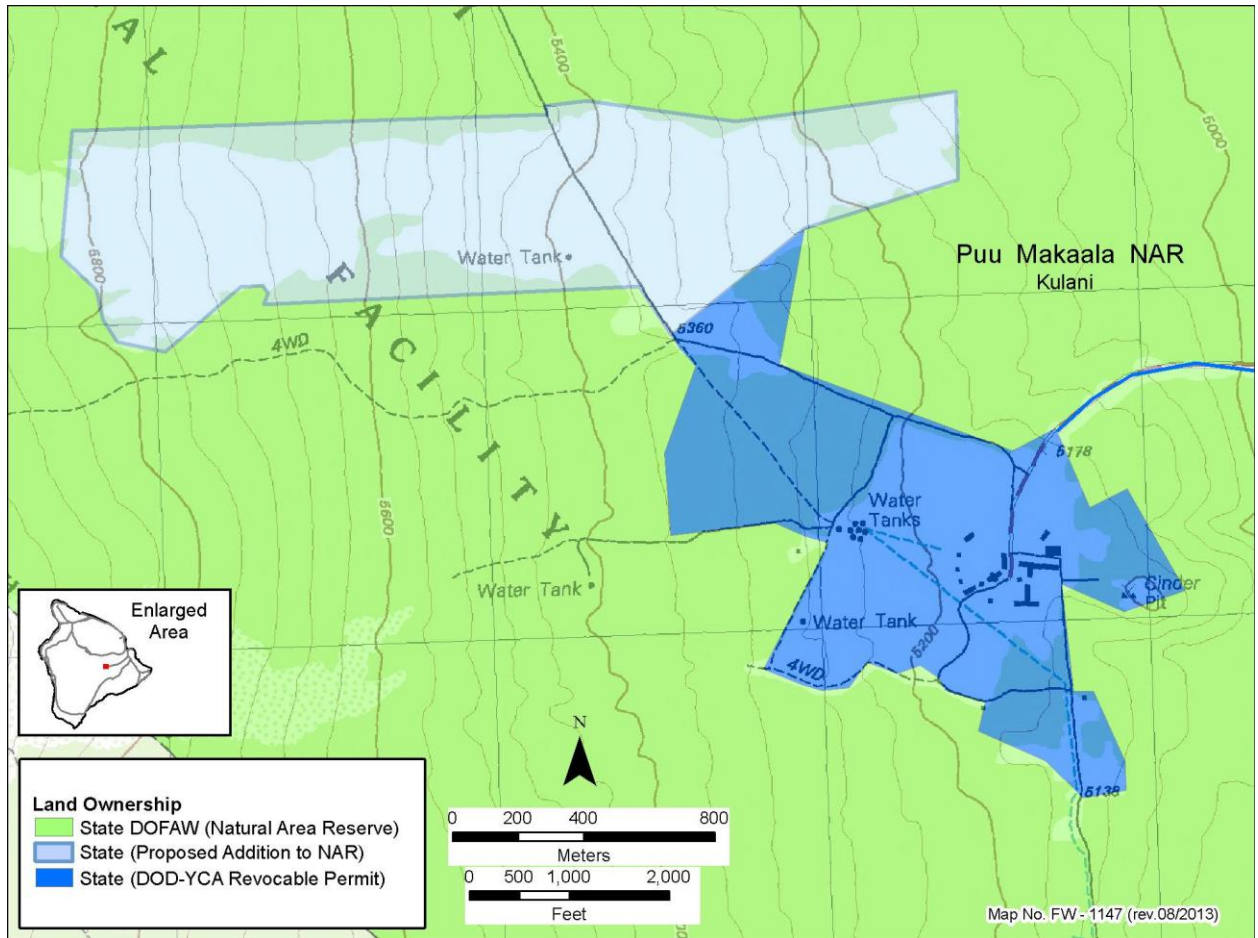 A L
5400
5000
Water Tank
5800
F A C I L I T Y
Puu Makaala NAR
Kulani
5360
4WD
5178
Water
Tanks
5600
Water Tank
Cinder
Pit
Water Tank
5200
4WD
5138
Enlarged
Area
N
Land Ownership
State DOFAW (Natural Area Reserve)
State (Proposed Addition to NAR)
State (DOD-YCA Revocable Permit)
0 200 400 800
Meters
0 500 1,000 2,000
Feet
Map No. FW - 1147 (rev.08/2013)